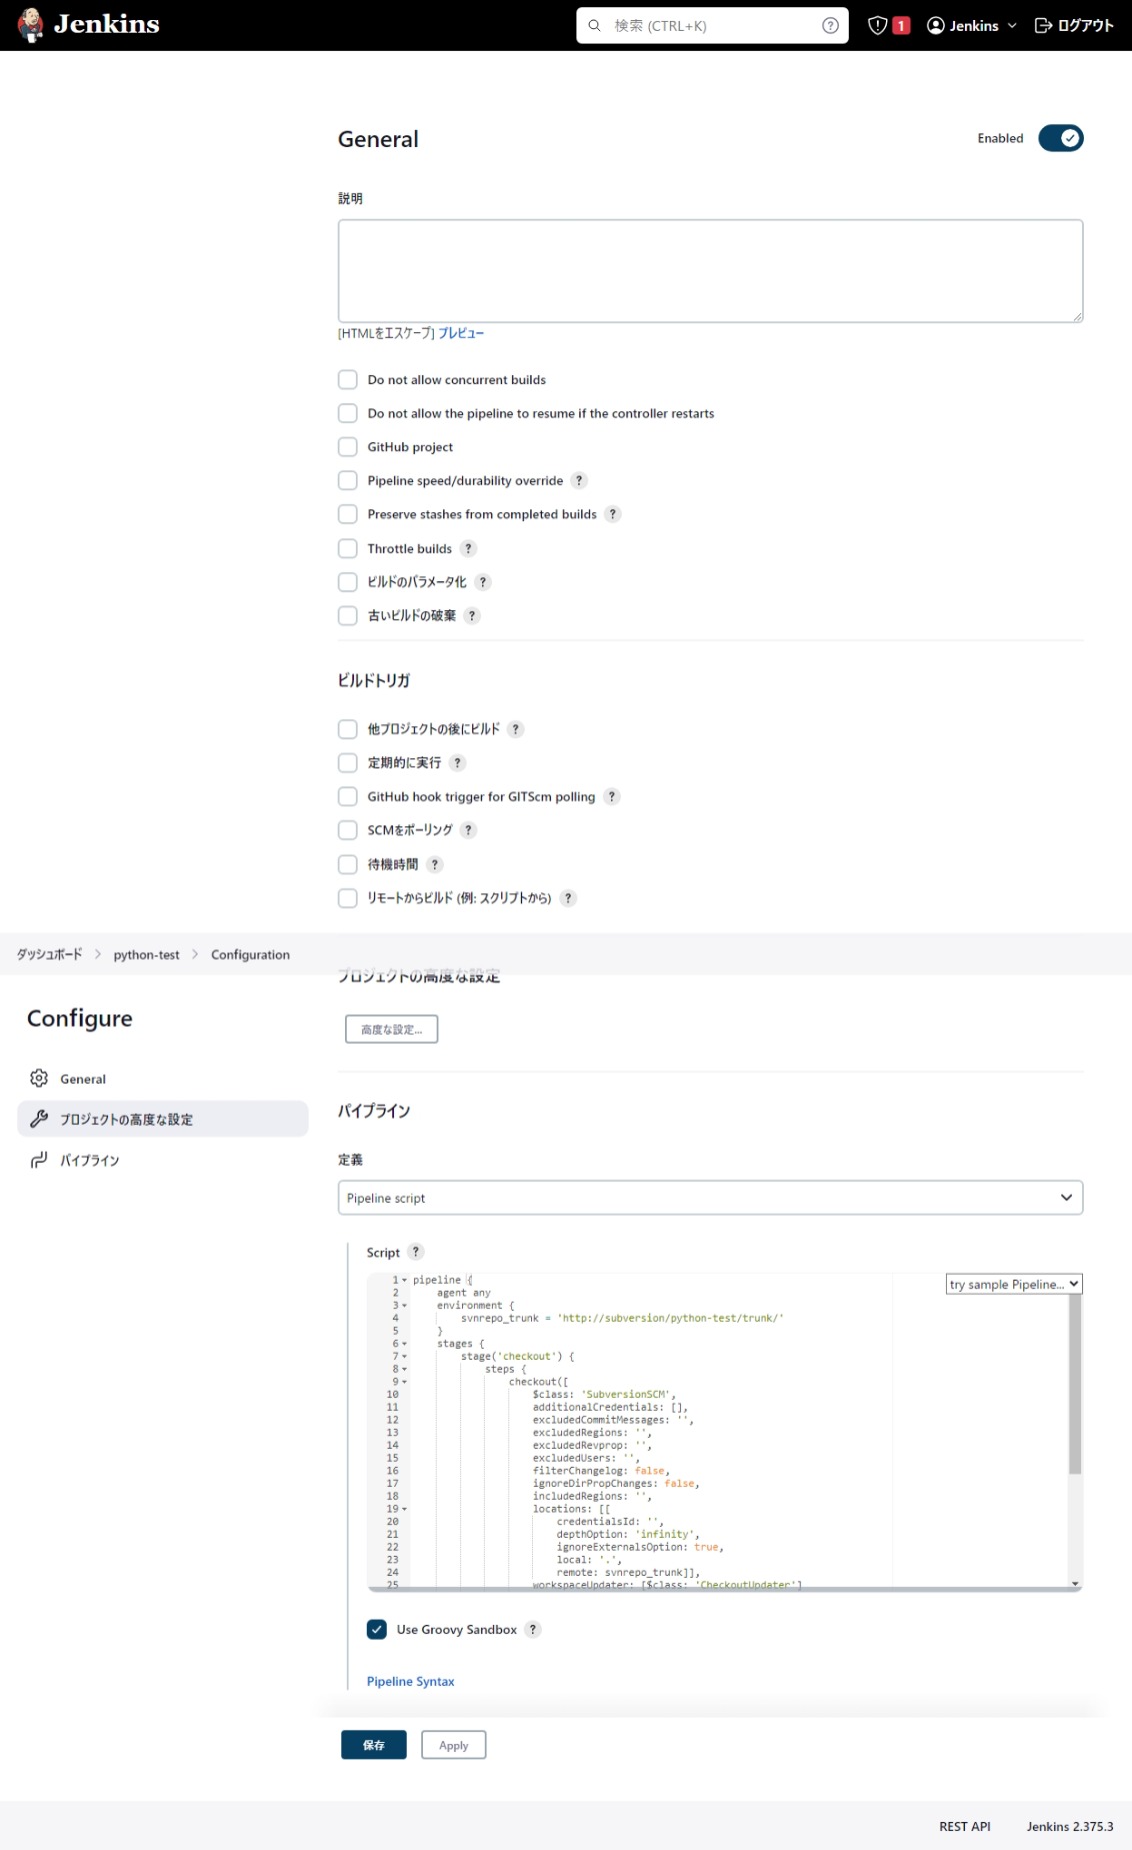 Jenkins
検索 (CTRL+K)
1
Jenkins
ログアウト
General
Enabled
説明
[HTMLをエスケープ] プレビュー
Do not allow concurrent builds
Do not allow the pipeline to resume if the controller restarts
GitHub project
Pipeline speed/durability override ?
Preserve stashes from completed builds ?
Throttle builds ?
ビルドのパラメータ化 ?
古いビルドの破棄 ?
ビルドトリガ
他プロジェクトの後にビルド ?
定期的に実行 ?
GitHub hook trigger for GITScm polling ?
SCMをポーリング ?
待機時間 ?
リモートからビルド (例: スクリプトから) ?
ダッシュボード > python-test > Configuration
プロジェクトの高度な設定
Configure
高度な設定...
General
プロジェクトの高度な設定
パイプライン
パイプライン
定義
Pipeline script
Script ?
try sample Pipeline...
1 pipeline {
2 agent any
3 environment {
4 svnrepo_trunk = 'http://subversion/python-test/trunk/'
5 }
6 stages {
7 stage('checkout') {
8 steps {
9 checkout([
10 $class: 'SubversionSCM',
11 additionalCredentials: [],
12 excludedCommitMessages: '',
13 excludedRegions: '',
14 excludedRevprop: '',
15 excludedUsers: '',
16 filterChangelog: false,
17 ignoreDirPropChanges: false,
18 includedRegions: '',
19 locations: [[
20 credentialsId: '',
21 depthOption: 'infinity',
22 ignoreExternalsOption: true,
23 local: '.',
24 remote: svnrepo_trunk]],
25 workspaceUpdater: [$class: 'CheckoutUpdater']
Use Groovy Sandbox ?
Pipeline Syntax
保存
Apply
REST API
Jenkins 2.375.3